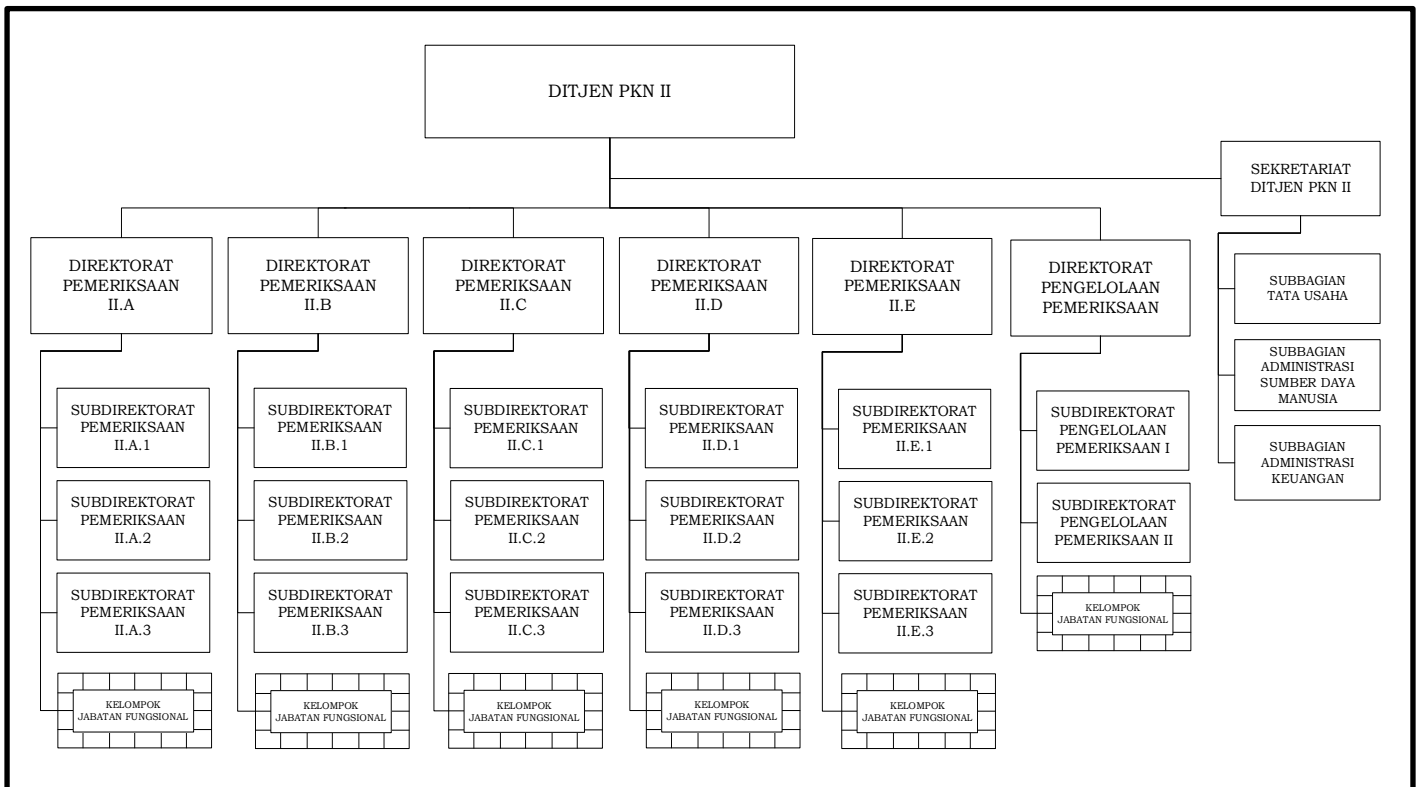 DITJEN PKN II
SEKRETARIAT
DITJEN PKN II
DIREKTORAT
PEMERIKSAAN
II.A
DIREKTORAT
PEMERIKSAAN
II.B
DIREKTORAT
PEMERIKSAAN
II.C
DIREKTORAT
PEMERIKSAAN
II.D
DIREKTORAT
PEMERIKSAAN
II.E
DIREKTORAT
PENGELOLAAN
PEMERIKSAAN
SUBBAGIAN
TATA USAHA
SUBBAGIAN
ADMINISTRASI
SUMBER DAYA
MANUSIA
SUBBAGIAN
ADMINISTRASI
KEUANGAN
SUBDIREKTORAT
PEMERIKSAAN
II.A.1
SUBDIREKTORAT
PEMERIKSAAN
II.B.1
SUBDIREKTORAT
PEMERIKSAAN
II.C.1
SUBDIREKTORAT
PEMERIKSAAN
II.D.1
SUBDIREKTORAT
PEMERIKSAAN
II.E.1
SUBDIREKTORAT
PENGELOLAAN
PEMERIKSAAN I
SUBDIREKTORAT
PEMERIKSAAN
II.A.2
SUBDIREKTORAT
PEMERIKSAAN
II.B.2
SUBDIREKTORAT
PEMERIKSAAN
II.C.2
SUBDIREKTORAT
PEMERIKSAAN
II.D.2
SUBDIREKTORAT
PEMERIKSAAN
II.E.2
SUBDIREKTORAT
PENGELOLAAN
PEMERIKSAAN II
SUBDIREKTORAT
PEMERIKSAAN
II.A.3
SUBDIREKTORAT
PEMERIKSAAN
II.B.3
SUBDIREKTORAT
PEMERIKSAAN
II.C.3
SUBDIREKTORAT
PEMERIKSAAN
II.D.3
SUBDIREKTORAT
PEMERIKSAAN
II.E.3
KELOMPOK
JABATAN FUNGSIONAL
KELOMPOK
JABATAN FUNGSIONAL
KELOMPOK
JABATAN FUNGSIONAL
KELOMPOK
JABATAN FUNGSIONAL
KELOMPOK
JABATAN FUNGSIONAL
KELOMPOK
JABATAN FUNGSIONAL